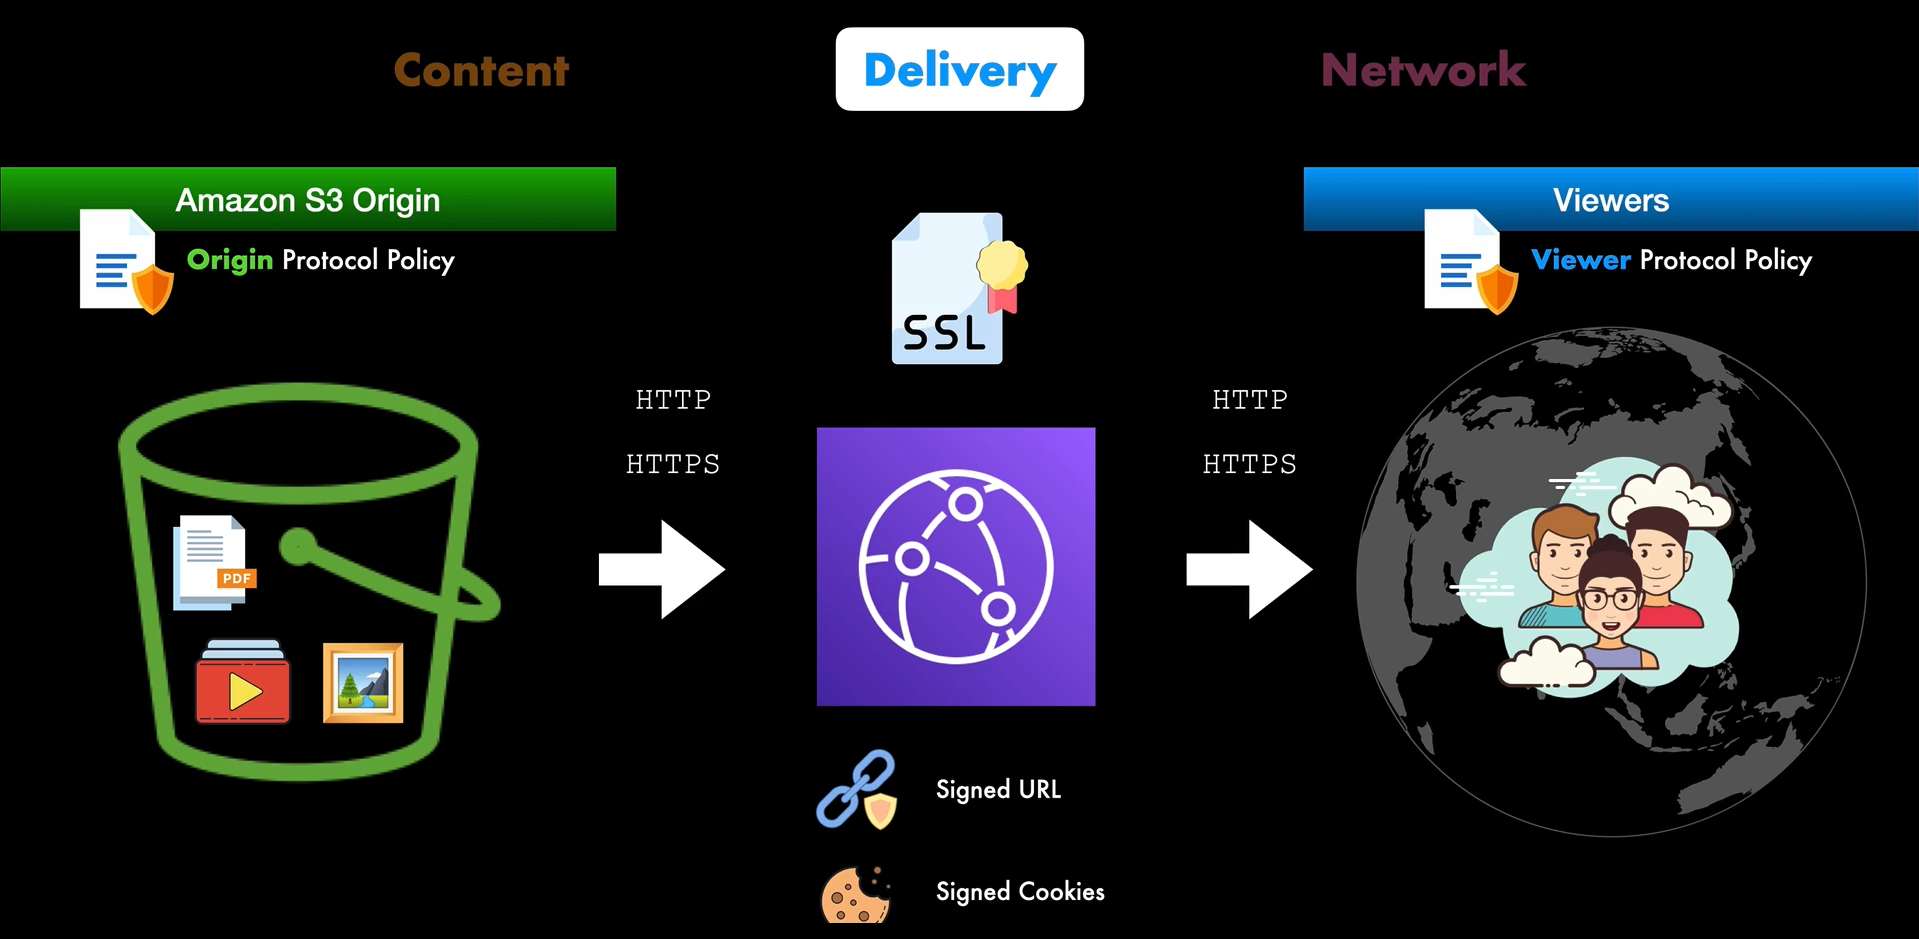 Content
Delivery
Network
Amazon S3 Origin
Origin Protocol Policy
Viewers
Viewer Protocol Policy
SSL
HTTP
HTTPS
HTTP
HTTPS
PDF
Signed URL
Signed Cookies